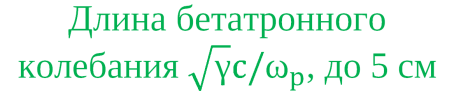 Длина бетатронного
колебания √γc/ωₚ, до 5 см